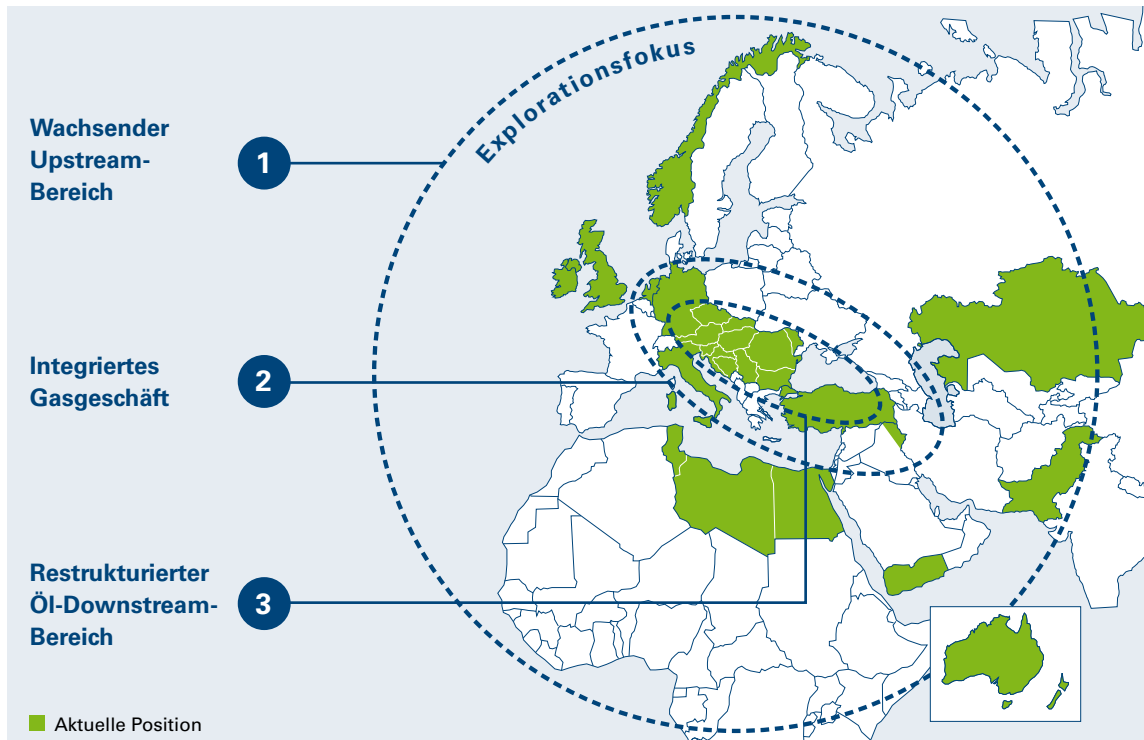 Explorationsfokus
Wachsender
Upstream-
Bereich
1
Integriertes
Gasgeschäft
2
Restrukturierter
Öl-Downstream-
Bereich
3
Aktuelle Position